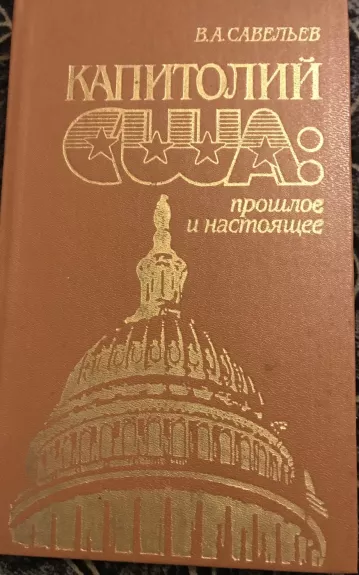 В.А.САВЕЛЬЕВ
КАПИТОЛИЙ
США:
прошлое
и настоящее